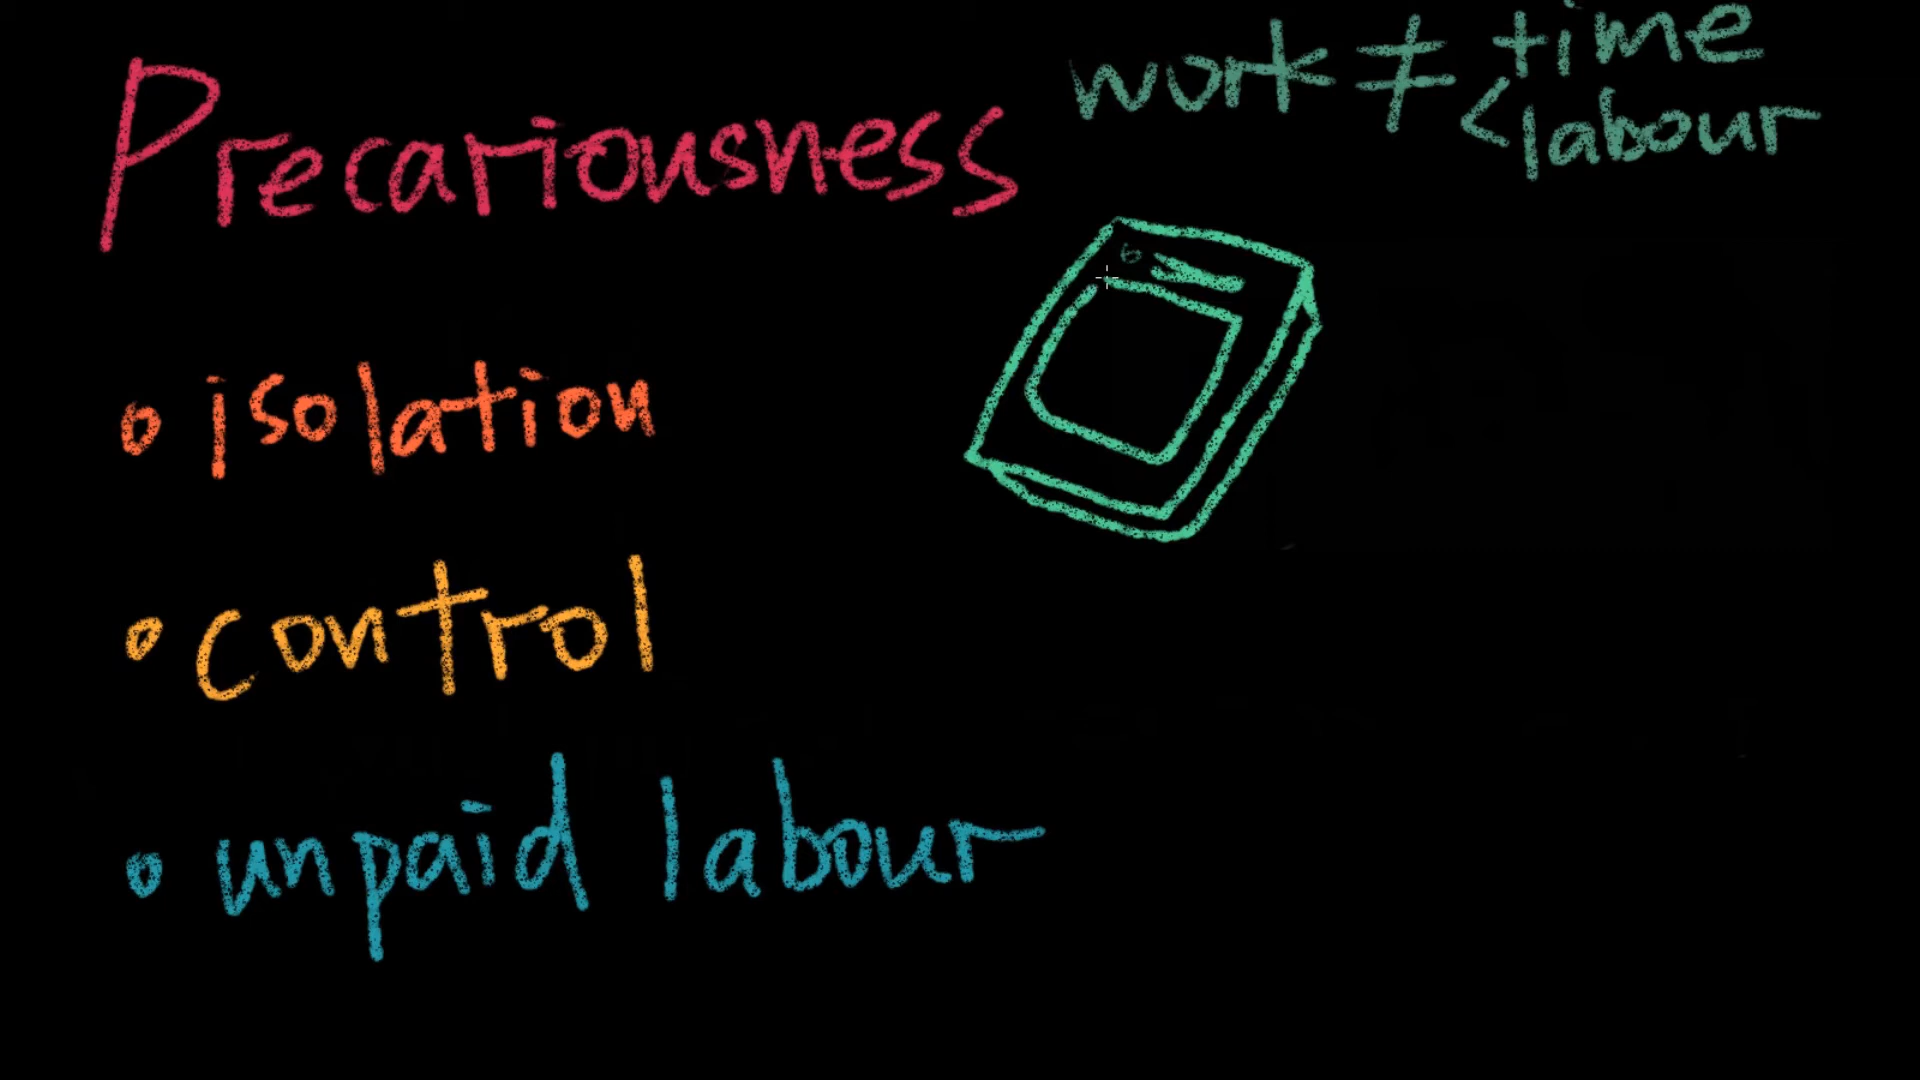 Precariousness
work ≠ time
< labour
o isolation
o control
o unpaid labour